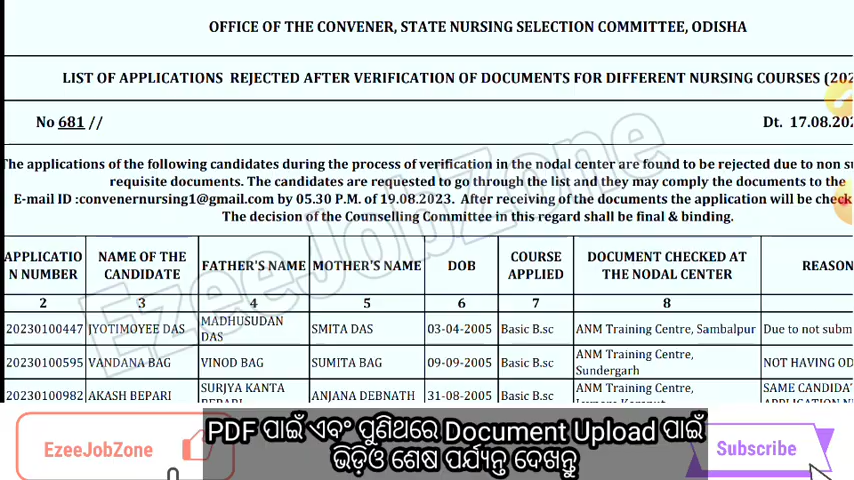 OFFICE OF THE CONVENER, STATE NURSING SELECTION COMMITTEE, ODISHA
LIST OF APPLICATIONS REJECTED AFTER VERIFICATION OF DOCUMENTS FOR DIFFERENT NURSING COURSES (202
No 681 // Dt. 17.08.202
The applications of the following candidates during the process of verification in the nodal center are found to be rejected due to non su
requisite documents. The candidates are requested to go through the list and they may comply the documents to the
E-mail ID :convenernursing1@gmail.com by 05.30 P.M. of 19.08.2023. After receiving of the documents the application will be check
The decision of the Counselling Committee in this regard shall be final & binding.
APPLICATIO NAME OF THE FATHER'S NAME MOTHER'S NAME DOB COURSE DOCUMENT CHECKED AT REASON
N NUMBER CANDIDATE APPLIED THE NODAL CENTER
2 3 4 5 6 7 8
20230100447 JYOTIMOYEE DAS MADHUSUDAN DAS SMITA DAS 03-04-2005 Basic B.sc ANM Training Centre, Sambalpur Due to not subm
20230100595 VANDANA BAG VINOD BAG SUMITA BAG 09-09-2005 Basic B.sc ANM Training Centre, Sundergarh NOT HAVING OD
20230100982 AKASH BEPARI SURJYA KANTA BEPARI ANJANA DEBNATH 31-08-2005 Basic B.sc ANM Training Centre, SAME CANDIDA
EzeeJobZone
EzeeJobZone
PDF ପାଇଁ ଏବଂ ପୁଣିଥରେ Document Upload ପାଇଁ
ଭିଡ଼ିଓ ଶେଷ ପର୍ଯ୍ୟନ୍ତ ଦେଖନ୍ତୁ
Subscribe